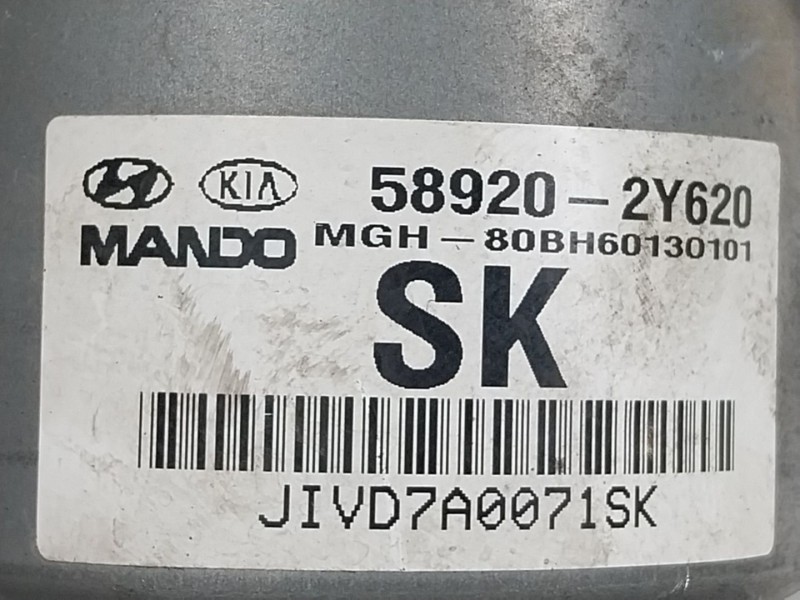 KIA 58920-2Y620
MANDO MGH-80BH60130101
SK
JIVD7A0071SK